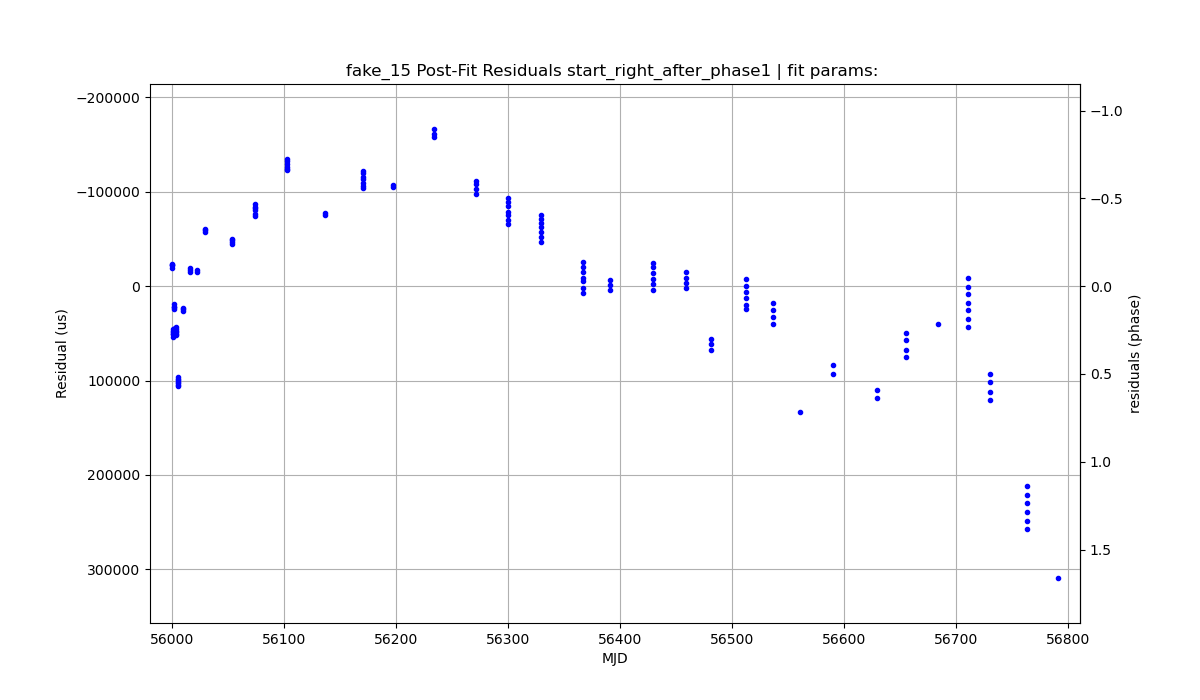 fake_15 Post-Fit Residuals start_right_after_phase1 | fit params:
Residual (us)
−200000
−100000
0
100000
200000
300000
−1.0
−0.5
0.0
0.5
1.0
1.5
residuals (phase)
56000 56100 56200 56300 56400 56500 56600 56700 56800
MJD